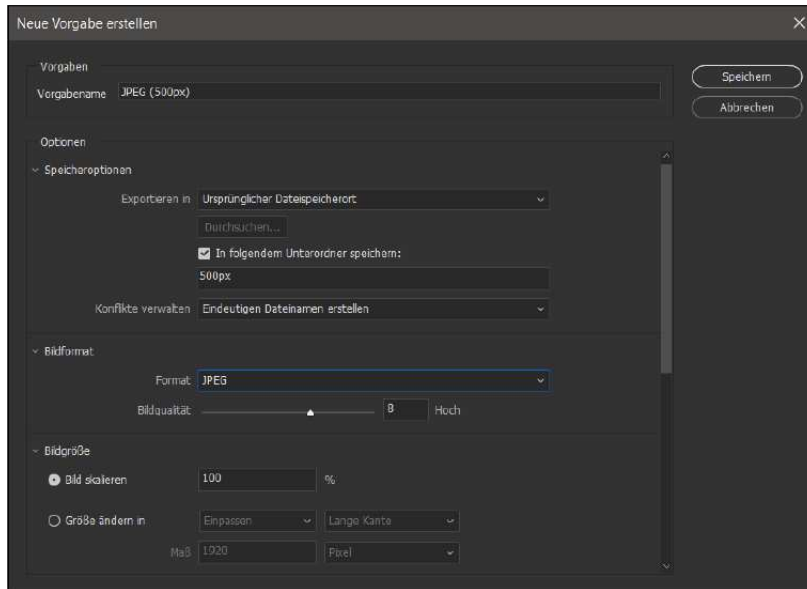 Neue Vorgabe erstellen
Vorgaben
Vorgabename JPEG (500px)
Speichern
Abbrechen
Optionen
Speicheroptionen
Exportieren in Ursprünglicher Dateispeicherort
Durchsuchen...
In folgendem Unterordner speichern:
500px
Konflikte verwalten Eindeutigen Dateinamen erstellen
Bildformat
Format JPEG
Bildqualität 8 Hoch
Bildgröße
Bild skalieren 100 %
Größe ändern in Einpassen Lange Kante
Maß 1920 Pixel